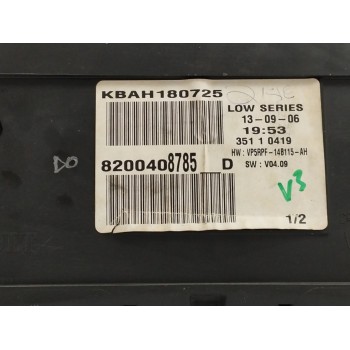 KBAH180725
LOW SERIES
13-09-06
19:53
351 1 0419
8200408785 D
HW : VP5RPF-14B115-AH
SW : V04.09
V3
1/2